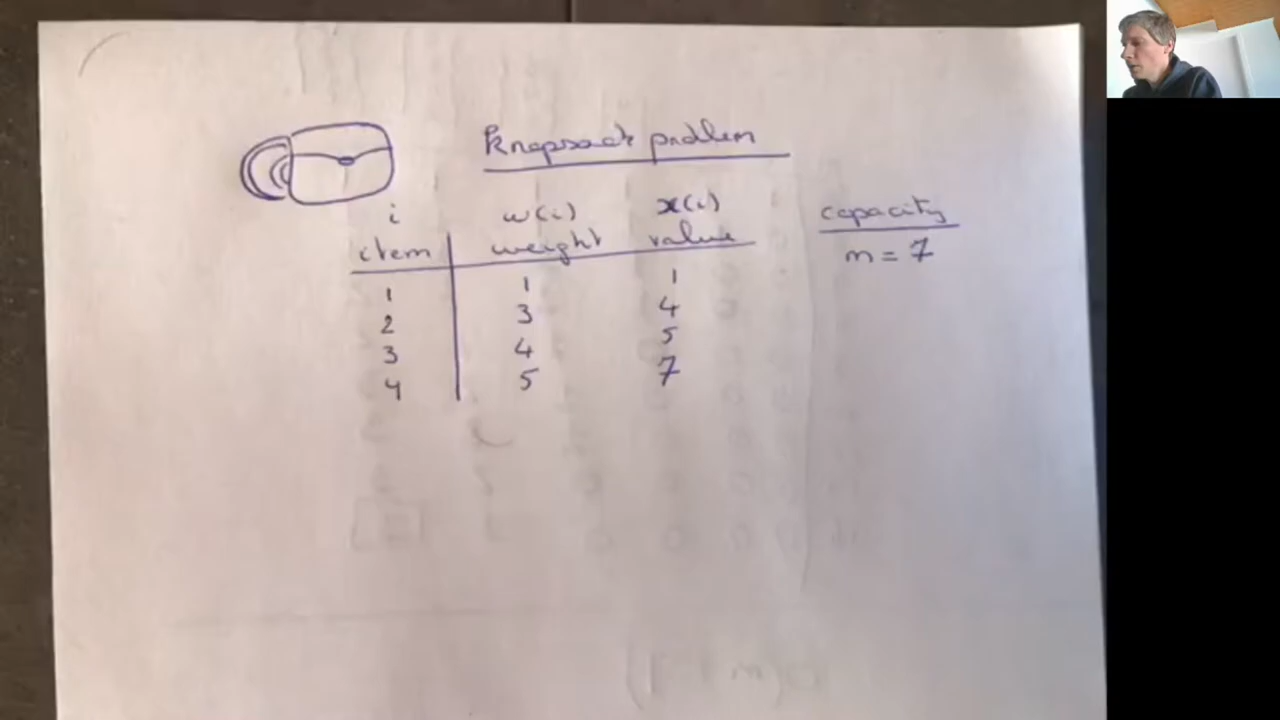 Knapsack problem
i w(i) x(i) capacity
item weight value m = 7
1 1 1
2 3 4
3 4 5
4 5 7